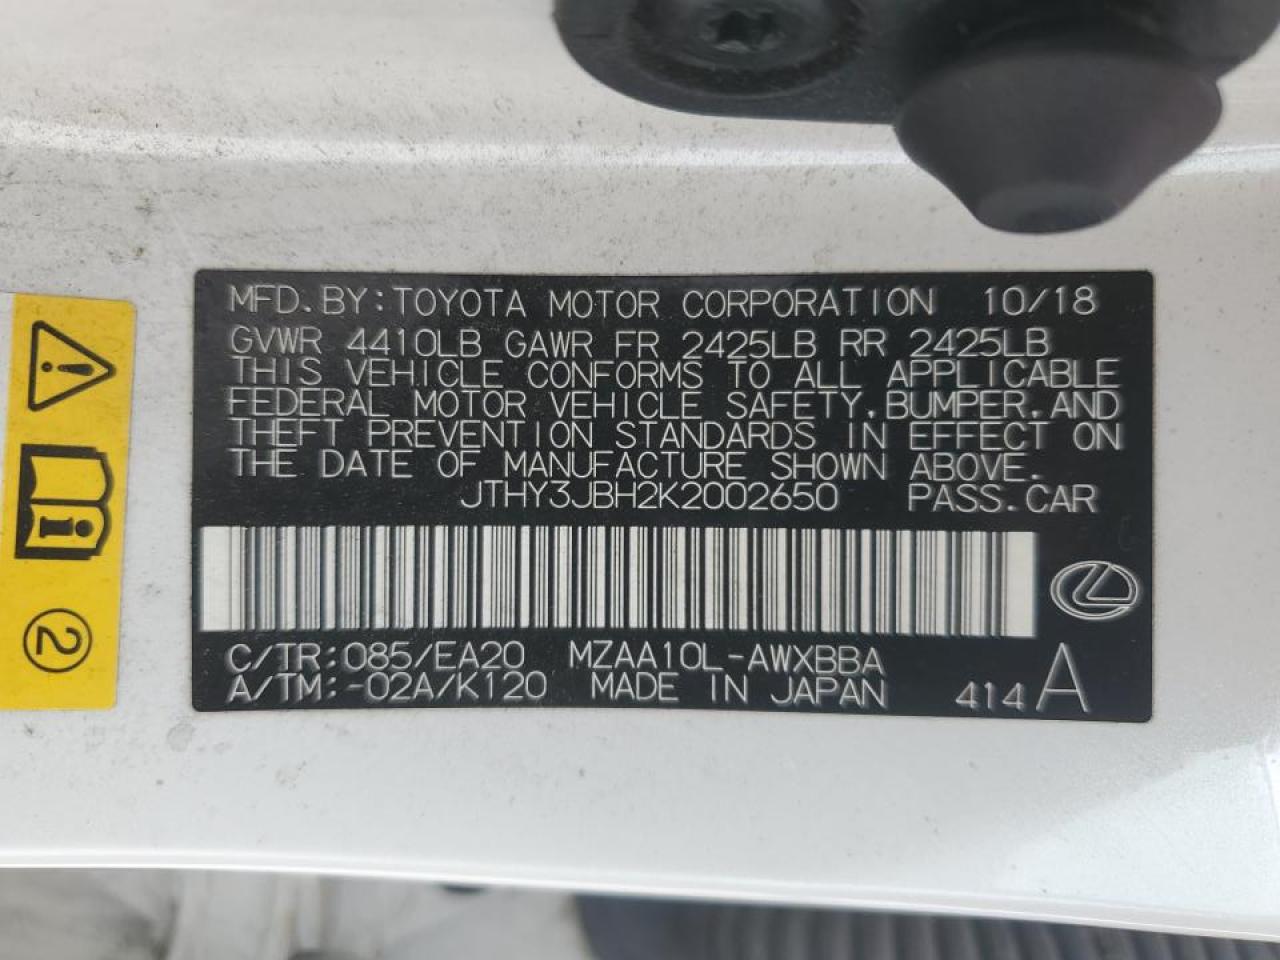 MFD. BY: TOYOTA MOTOR CORPORATION 10/18
GVWR 4410LB GAWR FR 2425LB RR 2425LB
THIS VEHICLE CONFORMS TO ALL APPLICABLE
FEDERAL MOTOR VEHICLE SAFETY, BUMPER, AND
THEFT PREVENTION STANDARDS IN EFFECT ON
THE DATE OF MANUFACTURE SHOWN ABOVE.
JTHY3JBH2K2002650 PASS. CAR
C/TR: 085/EA20 MZAA10L-AWXBBA
A/TM: -02A/K120 MADE IN JAPAN 414 A
2